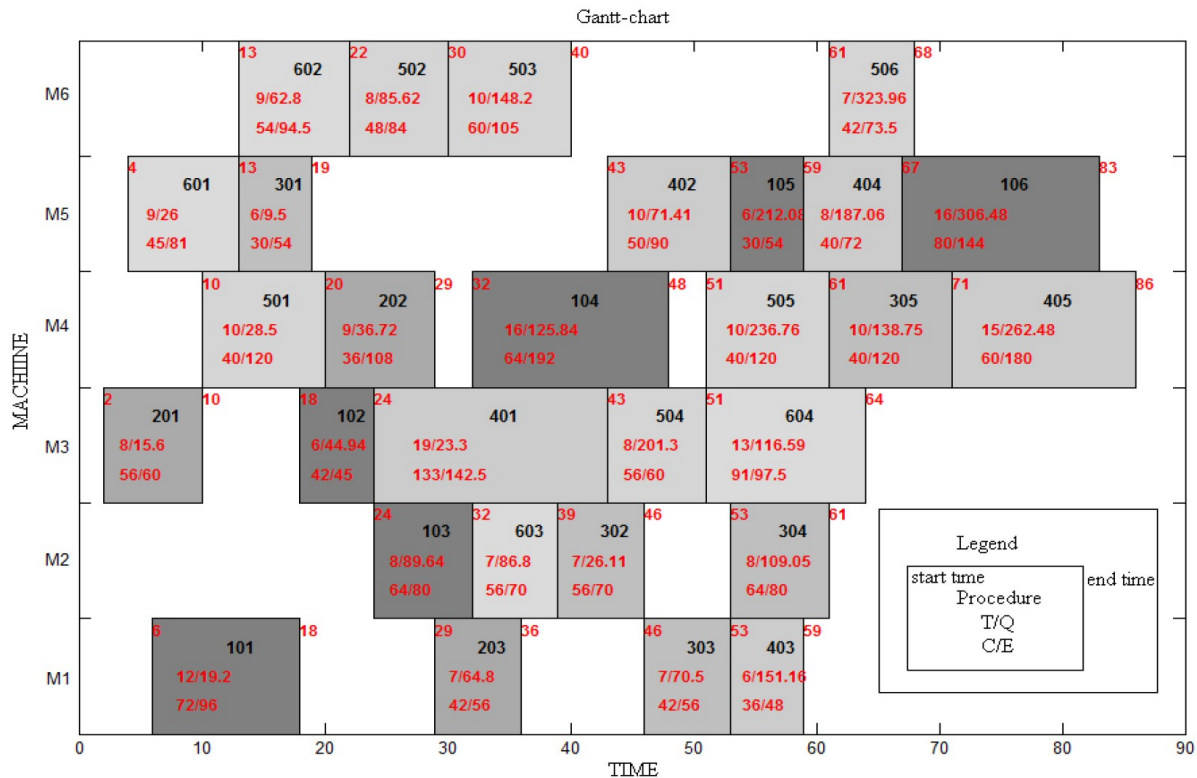 Gantt-chart
13 22 30 40 61 68
602 502 503 506
M6
9/62.8 8/85.62 10/148.2 7/323.96
54/94.5 48/84 60/105 42/73.5
4 13 19 43 53 59 67 83
601 301 402 105 404 106
M5
9/26 6/9.5 10/71.41 6/212.08 8/187.06 16/306.48
45/81 30/54 50/90 30/54 40/72 80/144
10 20 29 32 48 51 61 71 86
501 202 104 505 305 405
M4
10/28.5 9/36.72 16/125.84 10/236.76 10/138.75 15/262.48
40/120 36/108 64/192 40/120 40/120 60/180
2 10 18 24 43 51 64
201 102 401 504 604
M3
8/15.6 6/44.94 19/23.3 8/201.3 13/116.59
56/60 42/45 133/142.5 56/60 91/97.5
24 32 39 46 53 61
103 603 302 304
M2
8/89.64 7/86.8 7/26.11 8/109.05
64/80 56/70 56/70 64/80
6 18 29 36 46 53 59
101 203 303 403
M1
12/19.2 7/64.8 7/70.5 6/151.16
72/96 42/56 42/56 36/48
MACHIINE
Legend
start time end time
Procedure
T/Q
C/E
0 10 20 30 40 50 60 70 80 90
TIME